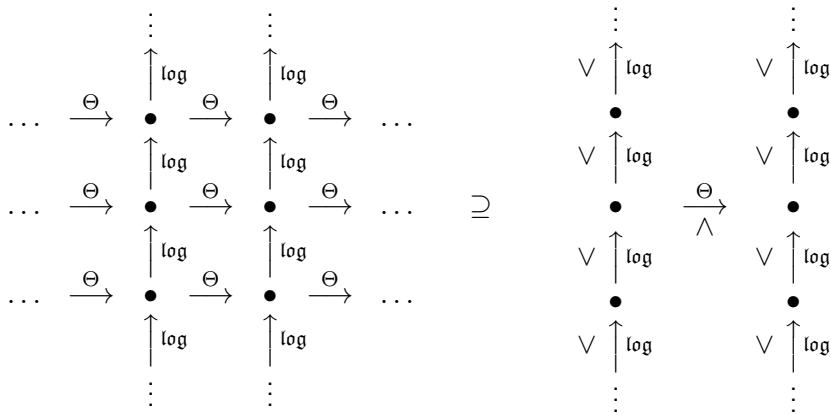 ⋮ ⋮ ⋮ ⋮
log log ∨ log ∨ log
… Θ • Θ • Θ … • •
log log ∨ log ∨ log
… Θ • Θ • Θ … ⊇ • Θ ∧ •
log log ∨ log ∨ log
… Θ • Θ • Θ … • •
log log ∨ log ∨ log
⋮ ⋮ ⋮ ⋮